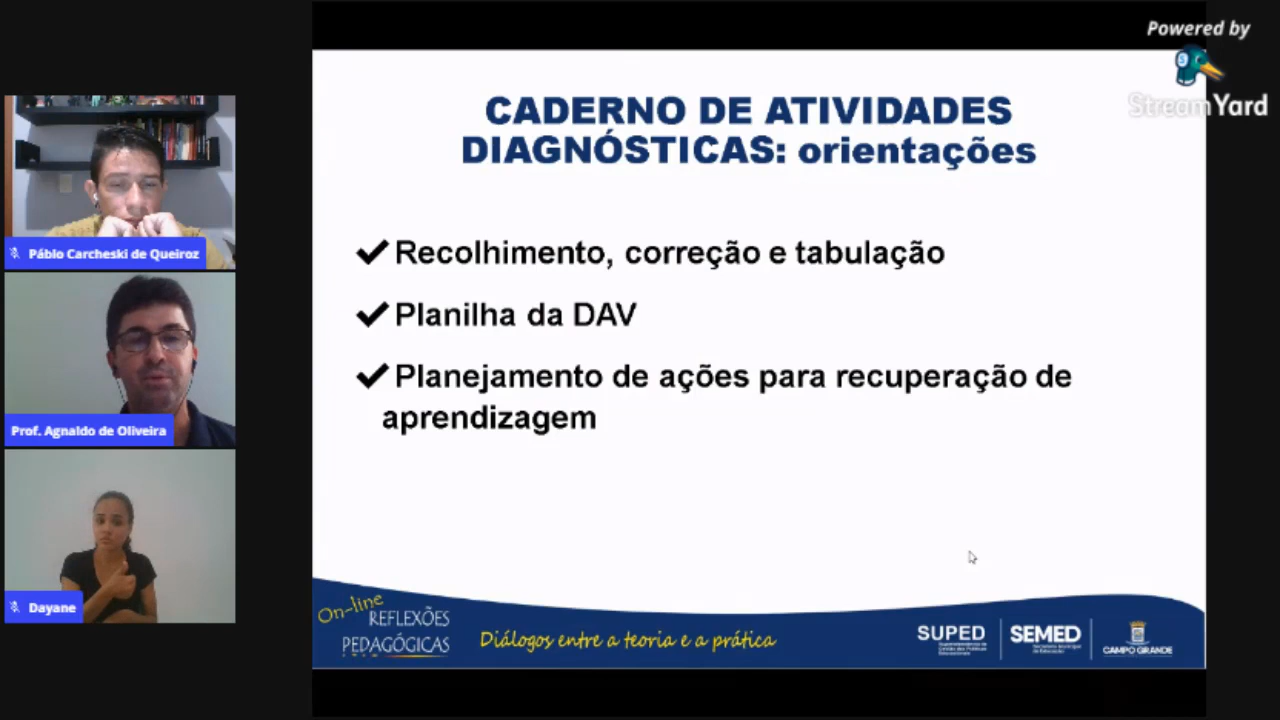 Powered by
StreamYard
CADERNO DE ATIVIDADES
DIAGNÓSTICAS: orientações
Recolhimento, correção e tabulação
Planilha da DAV
Planejamento de ações para recuperação de
aprendizagem
Páblo Carcheski de Queiroz
Prof. Agnaldo de Oliveira
Dayane
On-line
REFLEXÕES
PEDAGÓGICAS
Diálogos entre a teoria e a prática
SUPED
SEMED
CAMPO GRANDE